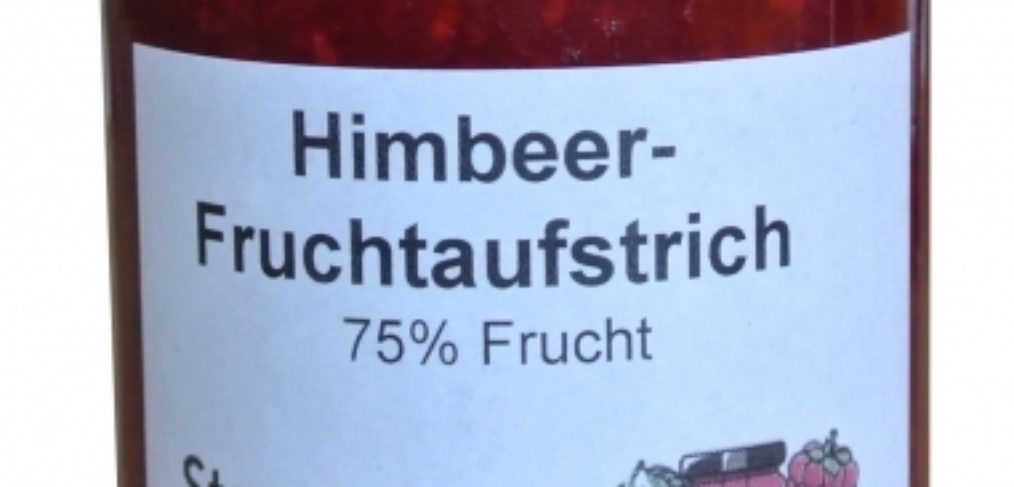 Himbeer-
Fruchtaufstrich
75% Frucht